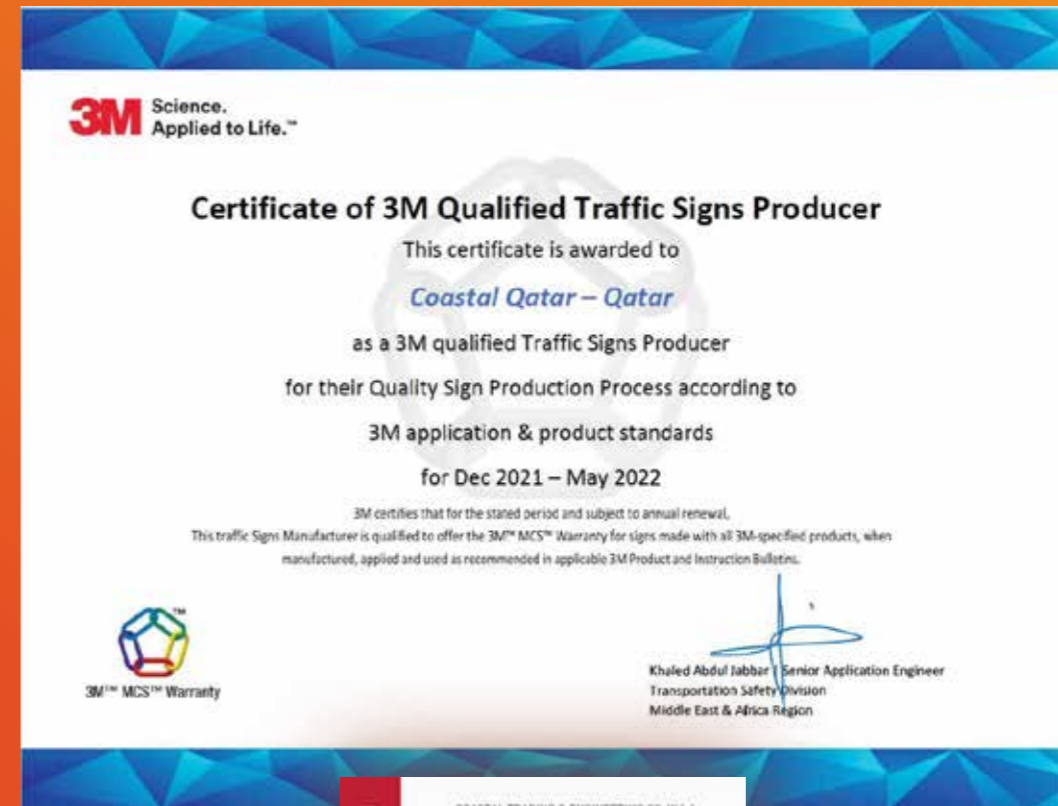 3M Science.
Applied to Life.™
Certificate of 3M Qualified Traffic Signs Producer
This certificate is awarded to
Coastal Qatar – Qatar
as a 3M qualified Traffic Signs Producer
for their Quality Sign Production Process according to
3M application & product standards
for Dec 2021 – May 2022
3M certifies that for the stated period and subject to annual renewal,
This traffic Signs Manufacturer is qualified to offer the 3M™ MCS™ Warranty for signs made with all 3M-specified products, when
manufactured, applied and used as recommended in applicable 3M Product and Instruction Bulletins.
™
3M™ MCS™ Warranty
Khaled Abdul Jabbar | Senior Application Engineer
Transportation Safety Division
Middle East & Africa Region
COASTAL TRADING & ENGINEERING CO.